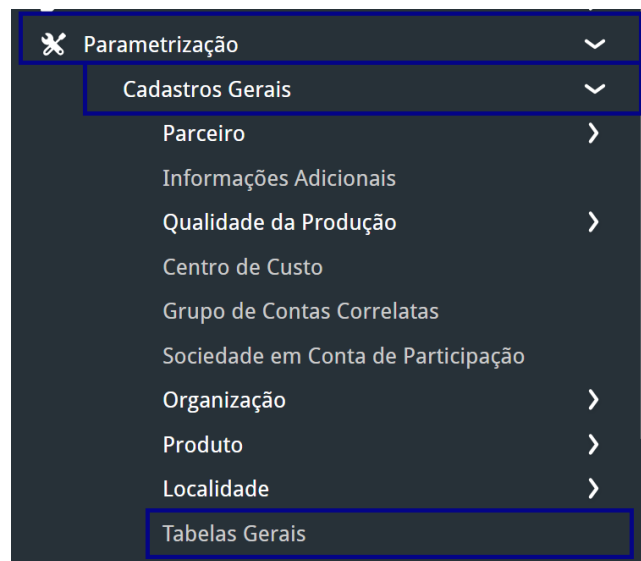 Parametrização
Cadastros Gerais
Parceiro
Informações Adicionais
Qualidade da Produção
Centro de Custo
Grupo de Contas Correlatas
Sociedade em Conta de Participação
Organização
Produto
Localidade
Tabelas Gerais